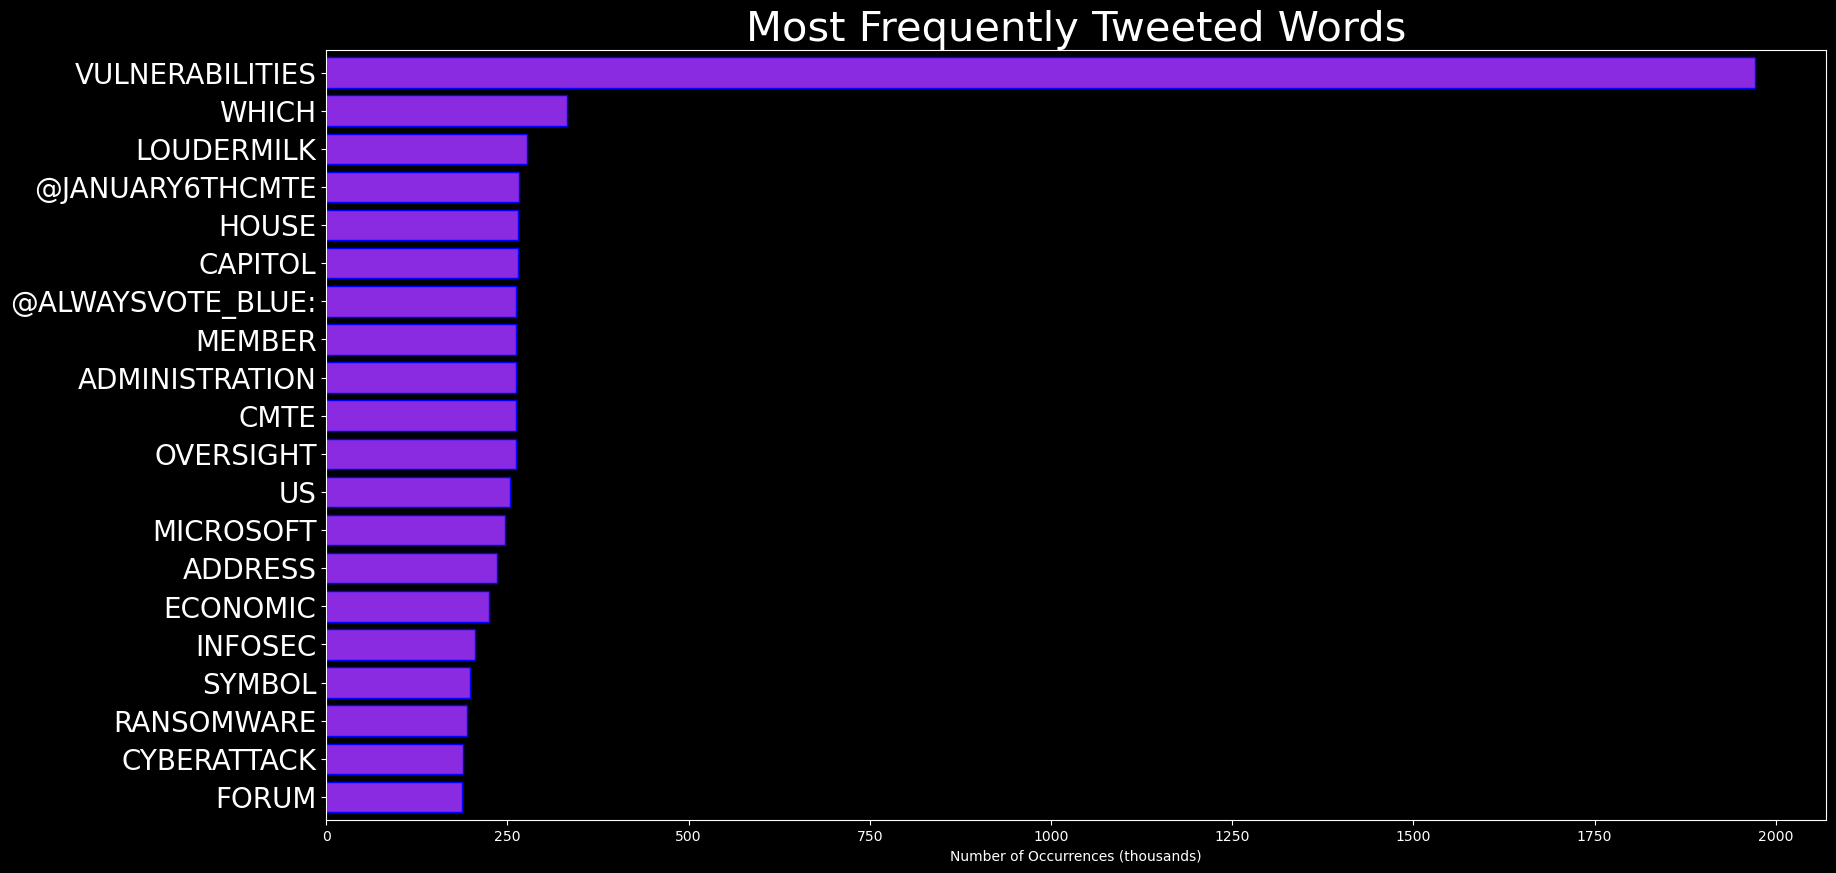 Most Frequently Tweeted Words
VULNERABILITIES
WHICH
LOUDERMILK
@JANUARY6THCMTE
HOUSE
CAPITOL
@ALWAYSVOTE_BLUE:
MEMBER
ADMINISTRATION
CMTE
OVERSIGHT
US
MICROSOFT
ADDRESS
ECONOMIC
INFOSEC
SYMBOL
RANSOMWARE
CYBERATTACK
FORUM
0 250 500 750 1000 1250 1500 1750 2000
Number of Occurrences (thousands)